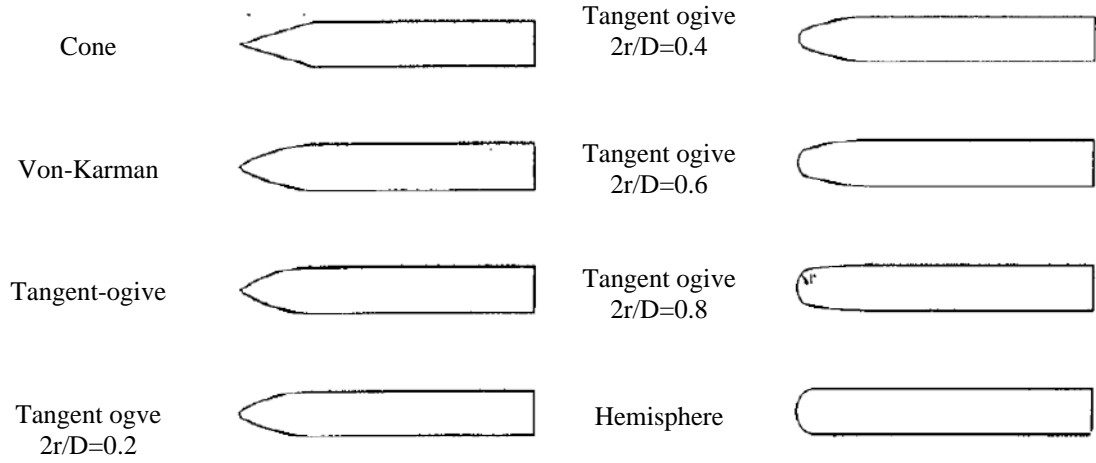 Cone
Von-Karman
Tangent-ogive
Tangent ogve
2r/D=0.2
Tangent ogive
2r/D=0.4
Tangent ogive
2r/D=0.6
Tangent ogive
2r/D=0.8
r
Hemisphere